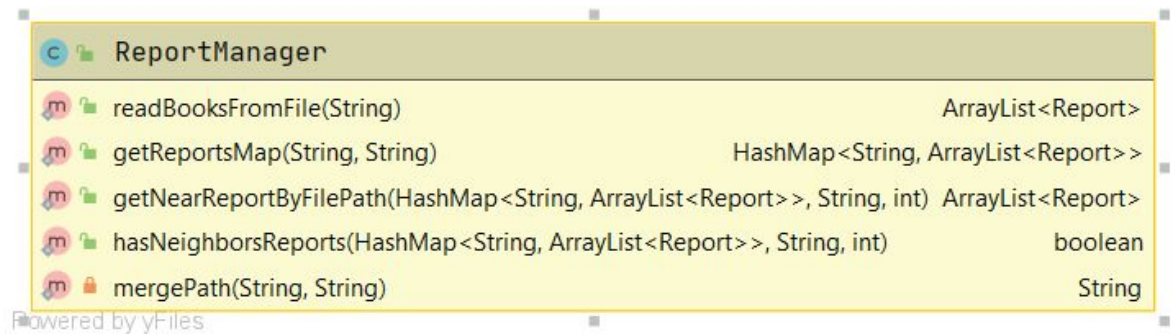 C ReportManager
m readBooksFromFile(String) ArrayList<Report>
m getReportsMap(String, String) HashMap<String, ArrayList<Report>>
m getNearReportByFilePath(HashMap<String, ArrayList<Report>>, String, int) ArrayList<Report>
m hasNeighborsReports(HashMap<String, ArrayList<Report>>, String, int) boolean
m mergePath(String, String) String
Powered by yFiles